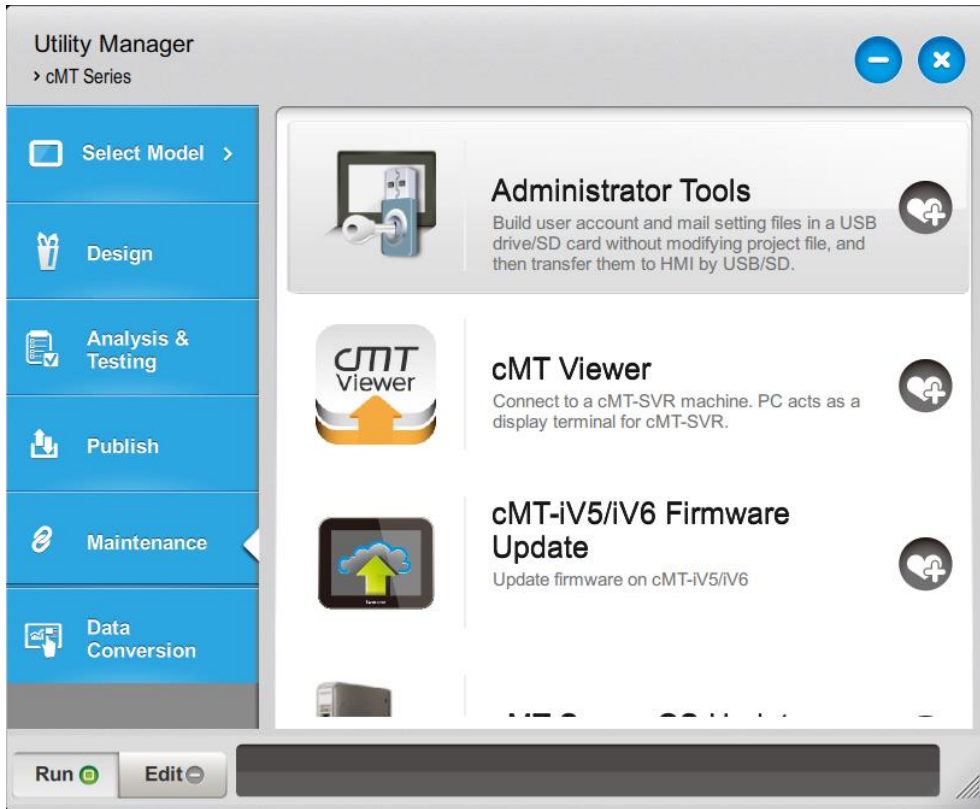 Utility Manager
› cMT Series
Select Model
Design
Analysis &
Testing
Publish
Maintenance
Data
Conversion
Administrator Tools
Build user account and mail setting files in a USB
drive/SD card without modifying project file, and
then transfer them to HMI by USB/SD.
cMT
Viewer
cMT Viewer
Connect to a cMT-SVR machine. PC acts as a
display terminal for cMT-SVR.
cMT-iV5/iV6 Firmware
Update
Update firmware on cMT-iV5/iV6
Run
Edit